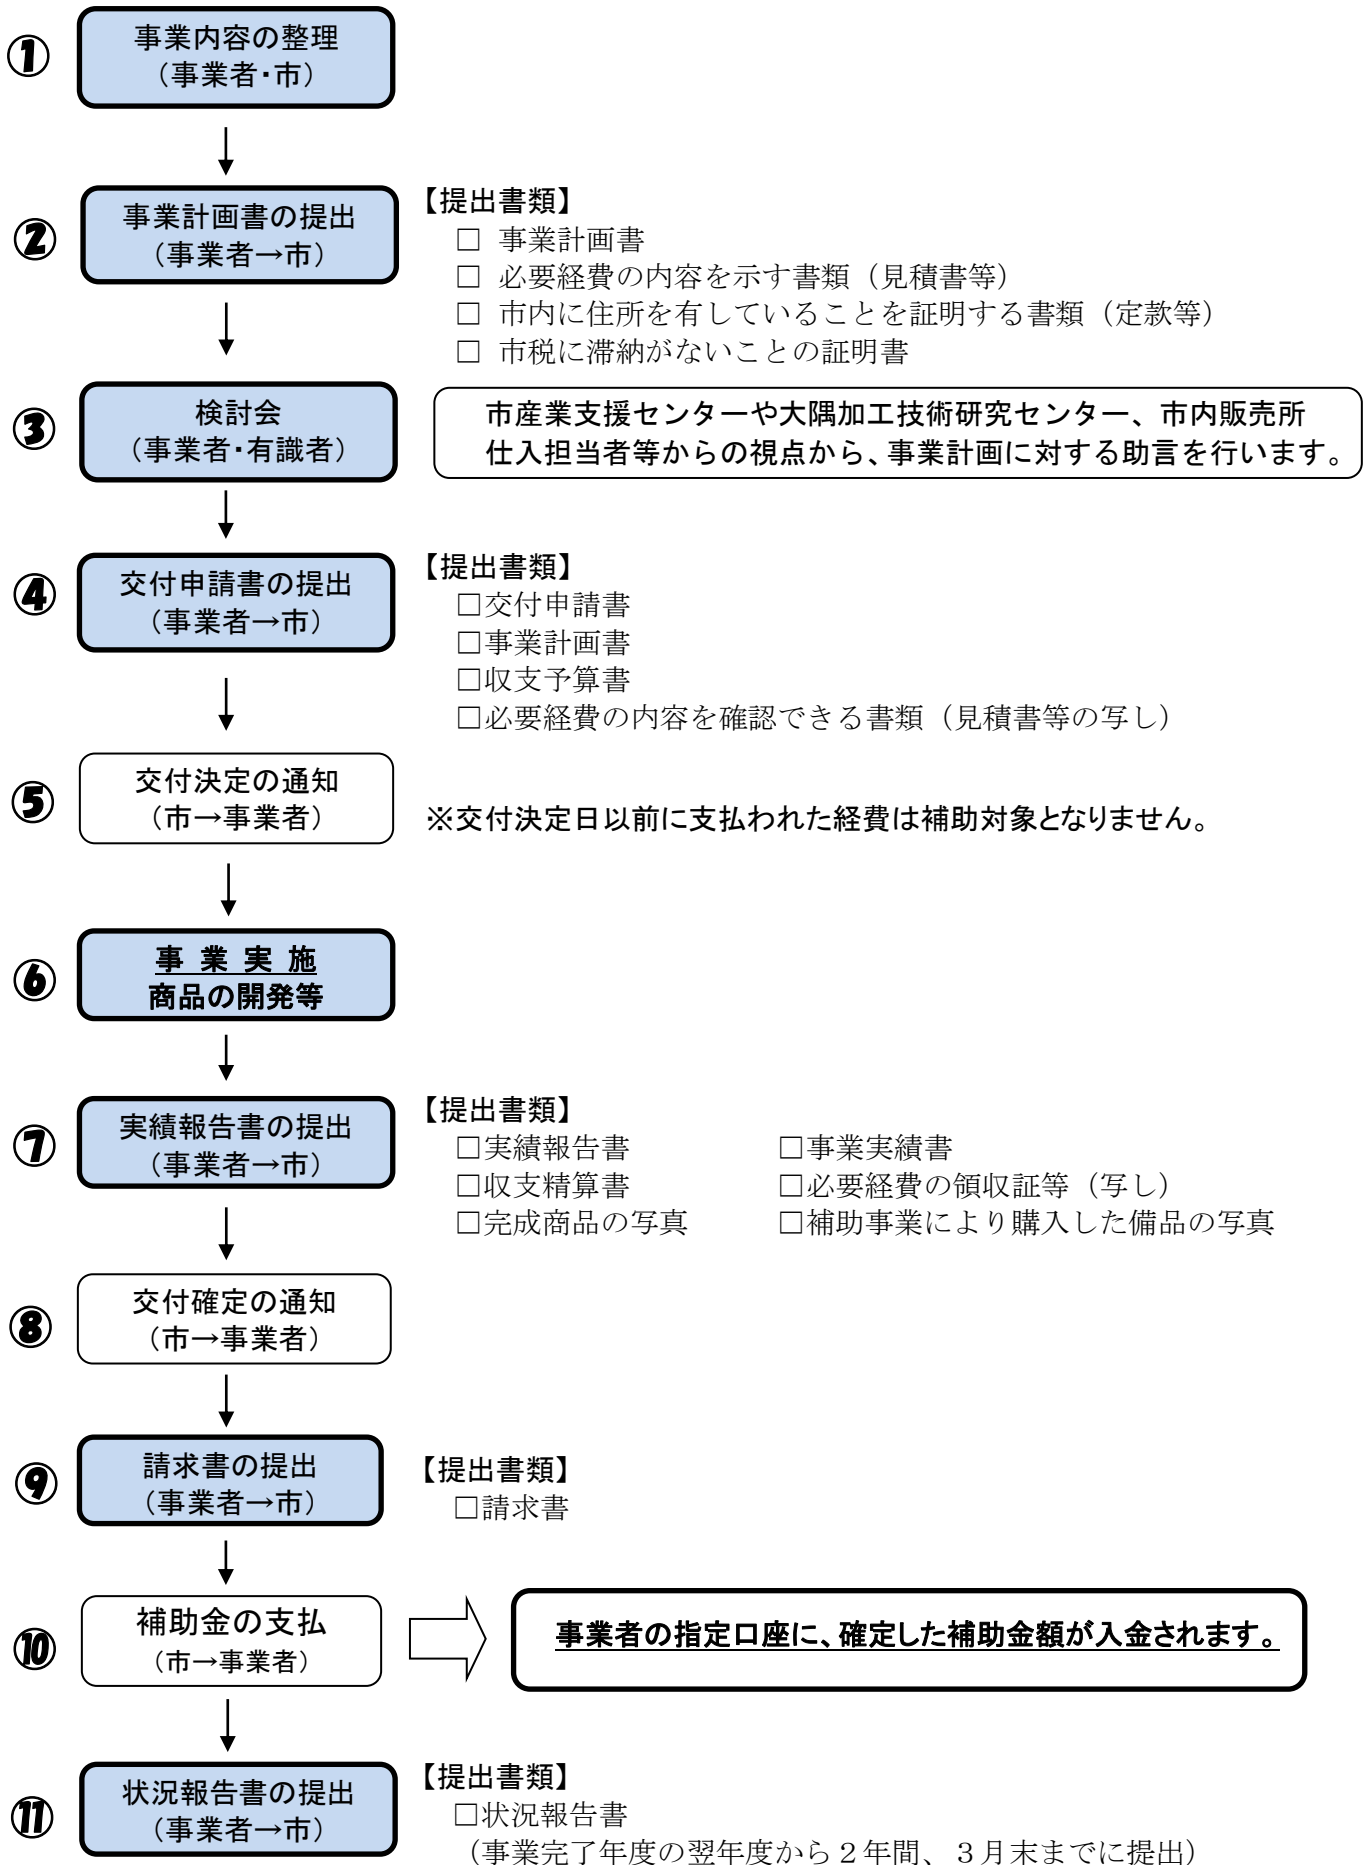 ①
事業内容の整理
（事業者・市）
②
事業計画書の提出
（事業者→市）
【提出書類】
□ 事業計画書
□ 必要経費の内容を示す書類（見積書等）
□ 市内に住所を有していることを証明する書類（定款等）
□ 市税に滞納がないことの証明書
③
検討会
（事業者・有識者）
市産業支援センターや大隅加工技術研究センター、市内販売所
仕入担当者等からの視点から、事業計画に対する助言を行います。
④
交付申請書の提出
（事業者→市）
【提出書類】
□交付申請書
□事業計画書
□収支予算書
□必要経費の内容を確認できる書類（見積書等の写し）
⑤
交付決定の通知
（市→事業者）
※交付決定日以前に支払われた経費は補助対象となりません。
⑥
事 業 実 施
商品の開発等
⑦
実績報告書の提出
（事業者→市）
【提出書類】
□実績報告書 □事業実績書
□収支精算書 □必要経費の領収証等（写し）
□完成商品の写真 □補助事業により購入した備品の写真
⑧
交付確定の通知
（市→事業者）
⑨
請求書の提出
（事業者→市）
【提出書類】
□請求書
⑩
補助金の支払
（市→事業者）
事業者の指定口座に、確定した補助金額が入金されます。
⑪
状況報告書の提出
（事業者→市）
【提出書類】
□状況報告書
（事業完了年度の翌年度から２年間、３月末までに提出）